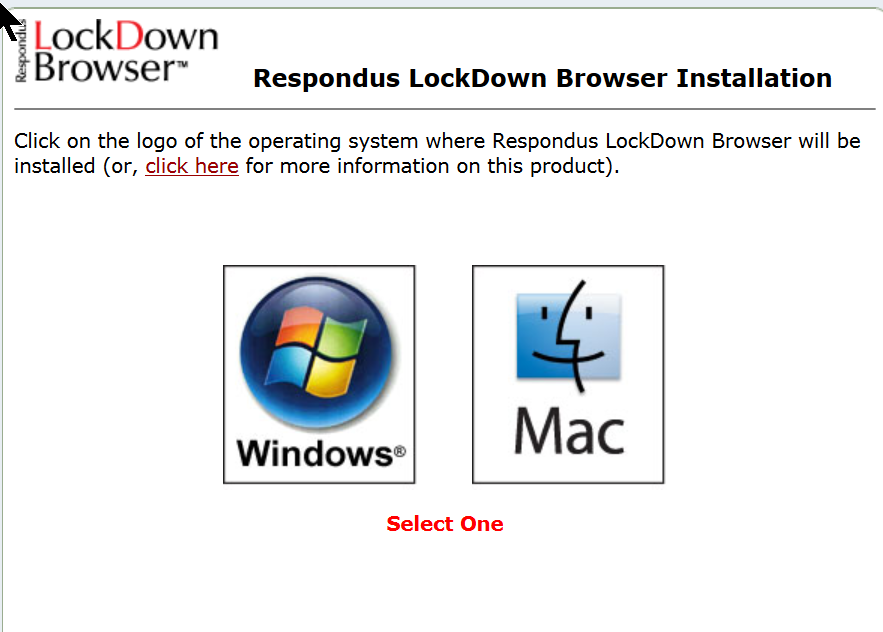 Respondus
LockDown
Browser™
Respondus LockDown Browser Installation
Click on the logo of the operating system where Respondus LockDown Browser will be
installed (or, click here for more information on this product).
Windows®
Mac
Select One